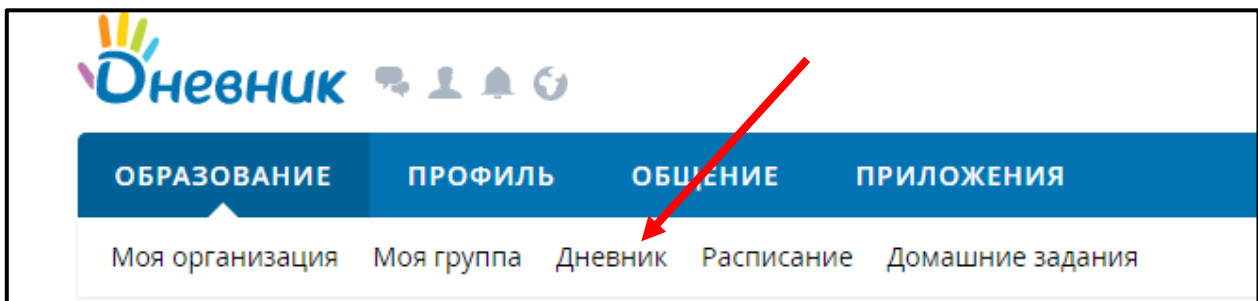 Дневник
ОБРАЗОВАНИЕ ПРОФИЛЬ ОБЩЕНИЕ ПРИЛОЖЕНИЯ
Моя организация Моя группа Дневник Расписание Домашние задания